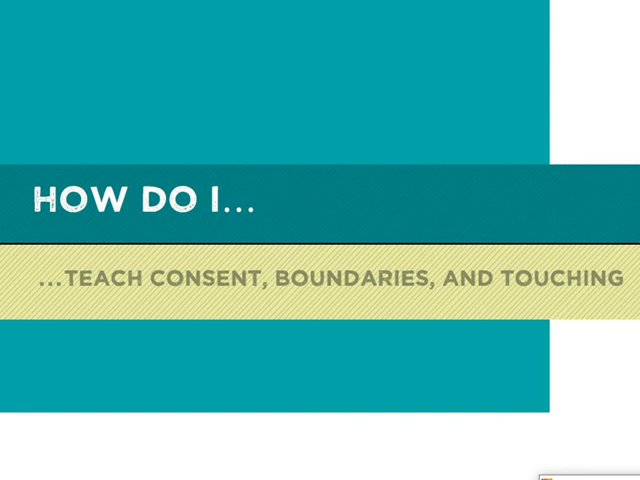 HOW DO I...
...TEACH CONSENT, BOUNDARIES, AND TOUCHING